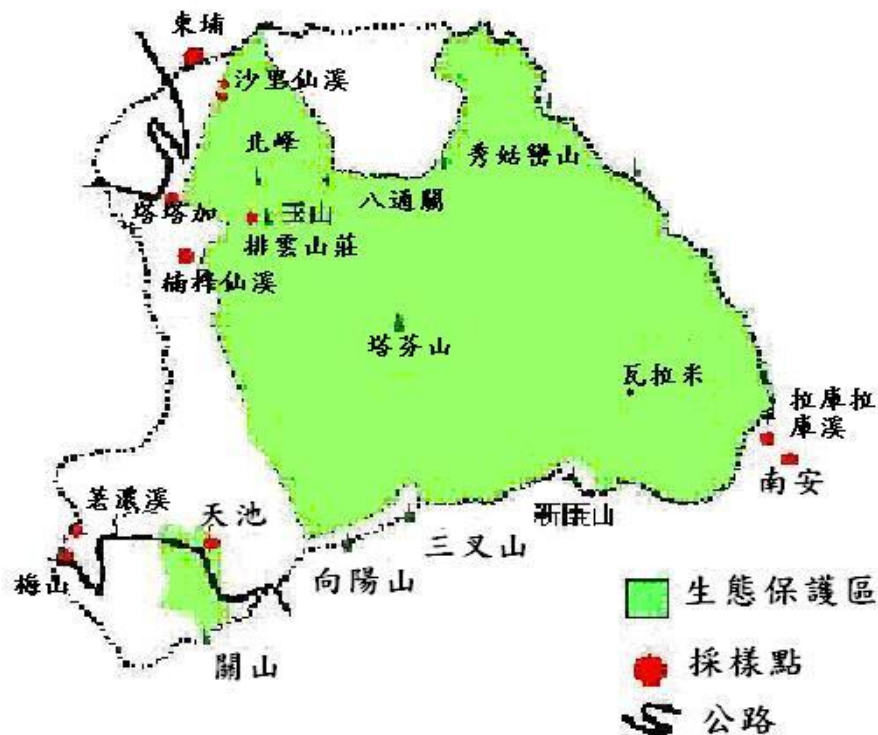 東埔
沙里仙溪
北峰
秀姑巒山
八通關
塔塔加
玉山
排雲山莊
楠梓仙溪
塔芬山
瓦拉米
拉庫拉
庫溪
南安
荖濃溪
天池
新康山
三叉山
梅山
向陽山
關山
生態保護區
採樣點
公路